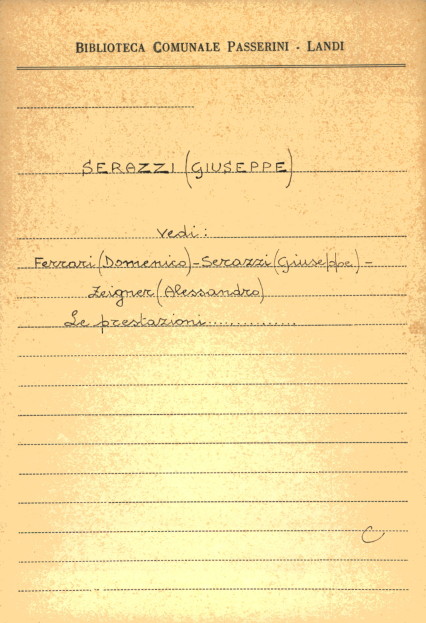 BIBLIOTECA COMUNALE PASSERINI - LANDI
SERAZZI (GIUSEPPE)
Vedi:
Ferrari (Domenico) - Serazzi (Giuseppe) -
Zeigner (Alessandro)
Le prestazioni...............
C